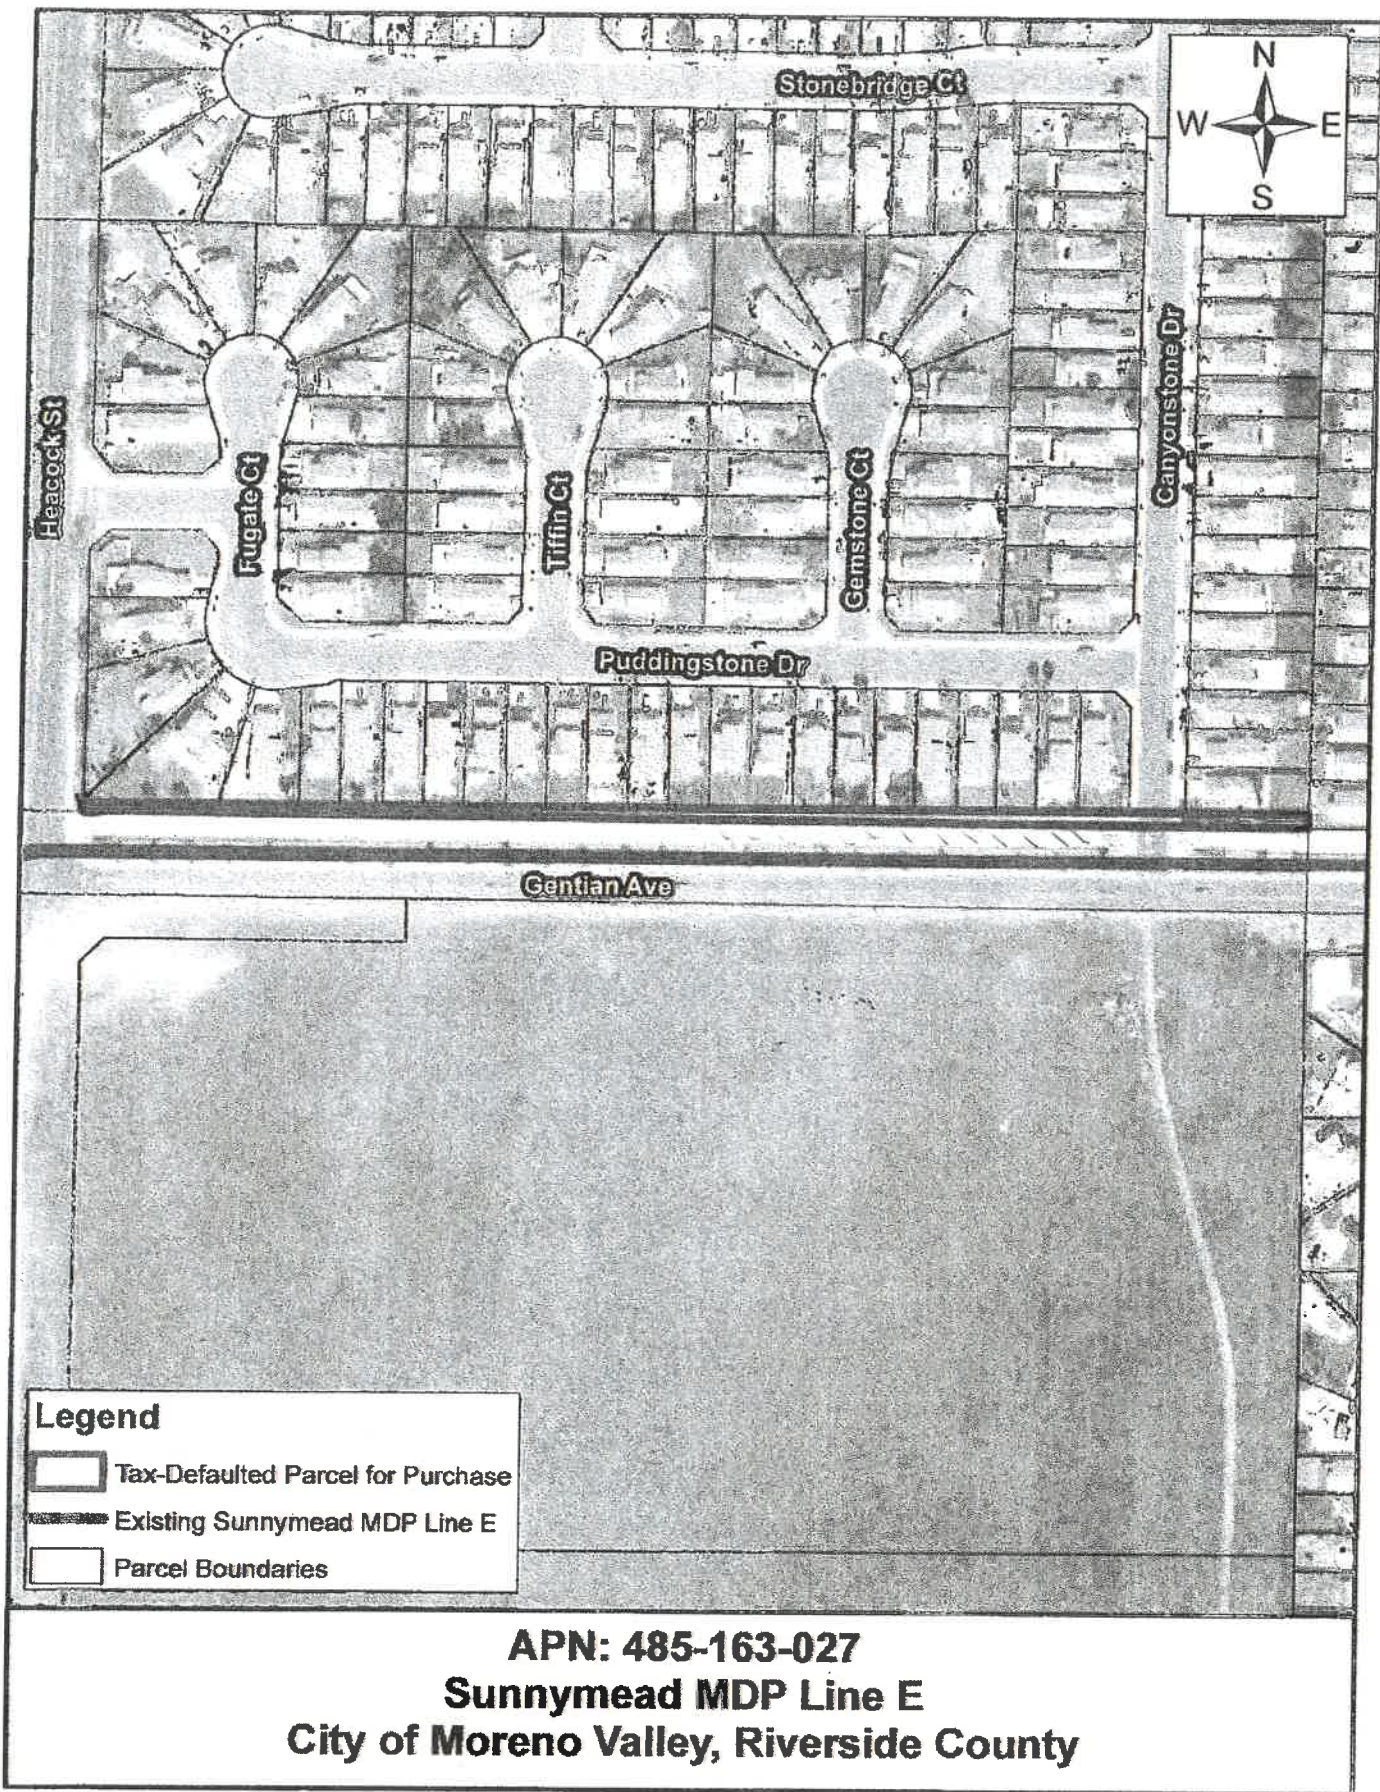 Stonebridge Ct
N
W E
S
Heacock St
Fugate Ct
Tiffin Ct
Gemstone Ct
Canyonstone Dr
Puddingstone Dr
Gentian Ave
Legend
Tax-Defaulted Parcel for Purchase
Existing Sunnymead MDP Line E
Parcel Boundaries
APN: 485-163-027
Sunnymead MDP Line E
City of Moreno Valley, Riverside County